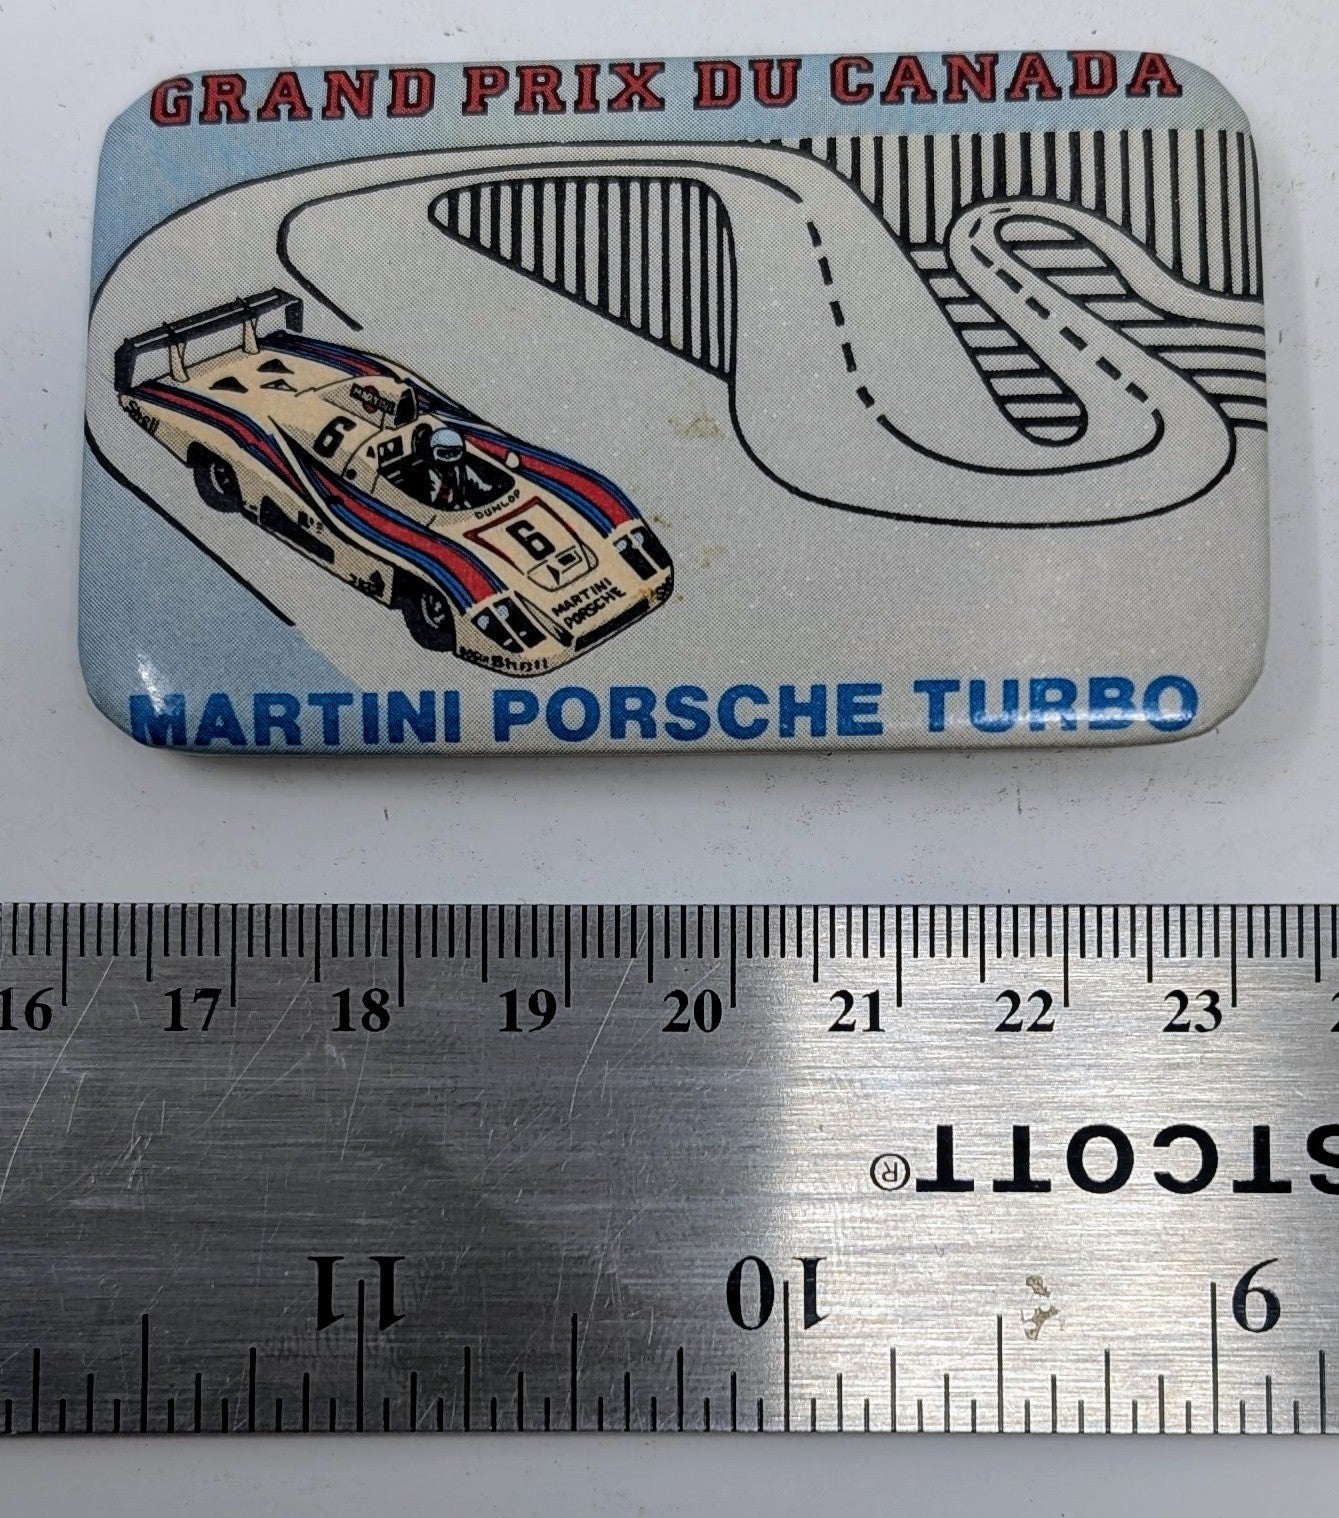 GRAND PRIX DU CANADA
MARTINI
6
Shell
DUNLOP
6
MARTINI
PORSCHE
Shell
MARTINI PORSCHE TURBO
16 17 18 19 20 21 22 23
STCOTT®
11 10 9